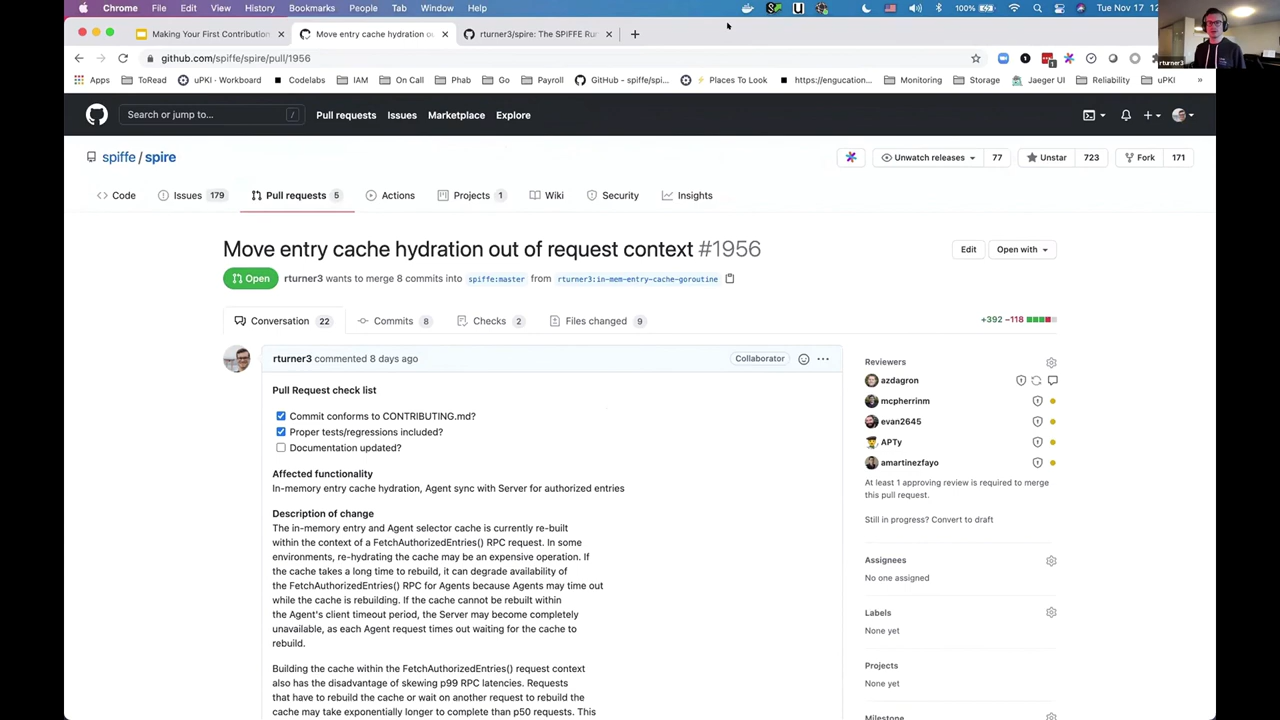 Chrome File Edit View History Bookmarks People Tab Window Help 100% Tue Nov 17 12
Making Your First Contribution
Move entry cache hydration out o
rturner3/spire: The SPIFFE Run
github.com/spiffe/spire/pull/1956
Apps ToRead uPKI · Workboard Codelabs IAM On Call Phab Go Payroll GitHub - spiffe/spi... Places To Look https://engucation... Monitoring Storage Jaeger UI Reliability uPKI »
rturner3
Search or jump to... /
Pull requests Issues Marketplace Explore
spiffe / spire
Unwatch releases 77 Unstar 723 Fork 171
Code Issues 179 Pull requests 5 Actions Projects 1 Wiki Security Insights
Move entry cache hydration out of request context #1956
Edit Open with
Open rturner3 wants to merge 8 commits into spiffe:master from rturner3:in-mem-entry-cache-goroutine
Conversation 22 Commits 8 Checks 2 Files changed 9
+392 −118
rturner3 commented 8 days ago Collaborator
Pull Request check list
Commit conforms to CONTRIBUTING.md?
Proper tests/regressions included?
Documentation updated?
Affected functionality
In-memory entry cache hydration, Agent sync with Server for authorized entries
Description of change
The in-memory entry and Agent selector cache is currently re-built
within the context of a FetchAuthorizedEntries() RPC request. In some
environments, re-hydrating the cache may be an expensive operation. If
the cache takes a long time to rebuild, it can degrade availability of
the FetchAuthorizedEntries() RPC for Agents because Agents may time out
while the cache is rebuilding. If the cache cannot be rebuilt within
the Agent's client timeout period, the Server may become completely
unavailable, as each Agent request times out waiting for the cache to
rebuild.
Building the cache within the FetchAuthorizedEntries() request context
also has the disadvantage of skewing p99 RPC latencies. Requests
that have to rebuild the cache or wait on another request to rebuild the
cache may take exponentially longer to complete than p50 requests. This
Reviewers
azdagron
mcpherrinm
evan2645
APTy
amartinezfayo
At least 1 approving review is required to merge
this pull request.
Still in progress? Convert to draft
Assignees
No one assigned
Labels
None yet
Projects
None yet
Milestone